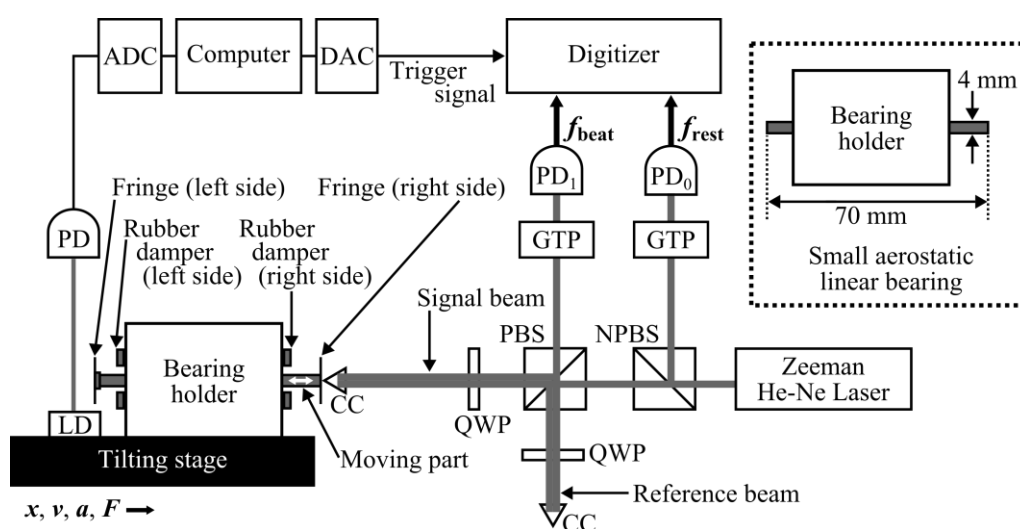 ADC
Computer
DAC
Digitizer
Trigger
signal
f_beat
f_rest
PD₁
PD₀
GTP
GTP
Fringe (left side)
Fringe (right side)
PD
Rubber
damper
(left side)
Rubber
damper
(right side)
Signal beam
PBS
NPBS
Bearing
holder
CC
QWP
Zeeman
He-Ne Laser
LD
Tilting stage
Moving part
QWP
Reference beam
CC
x, v, a, F
4 mm
Bearing
holder
70 mm
Small aerostatic
linear bearing